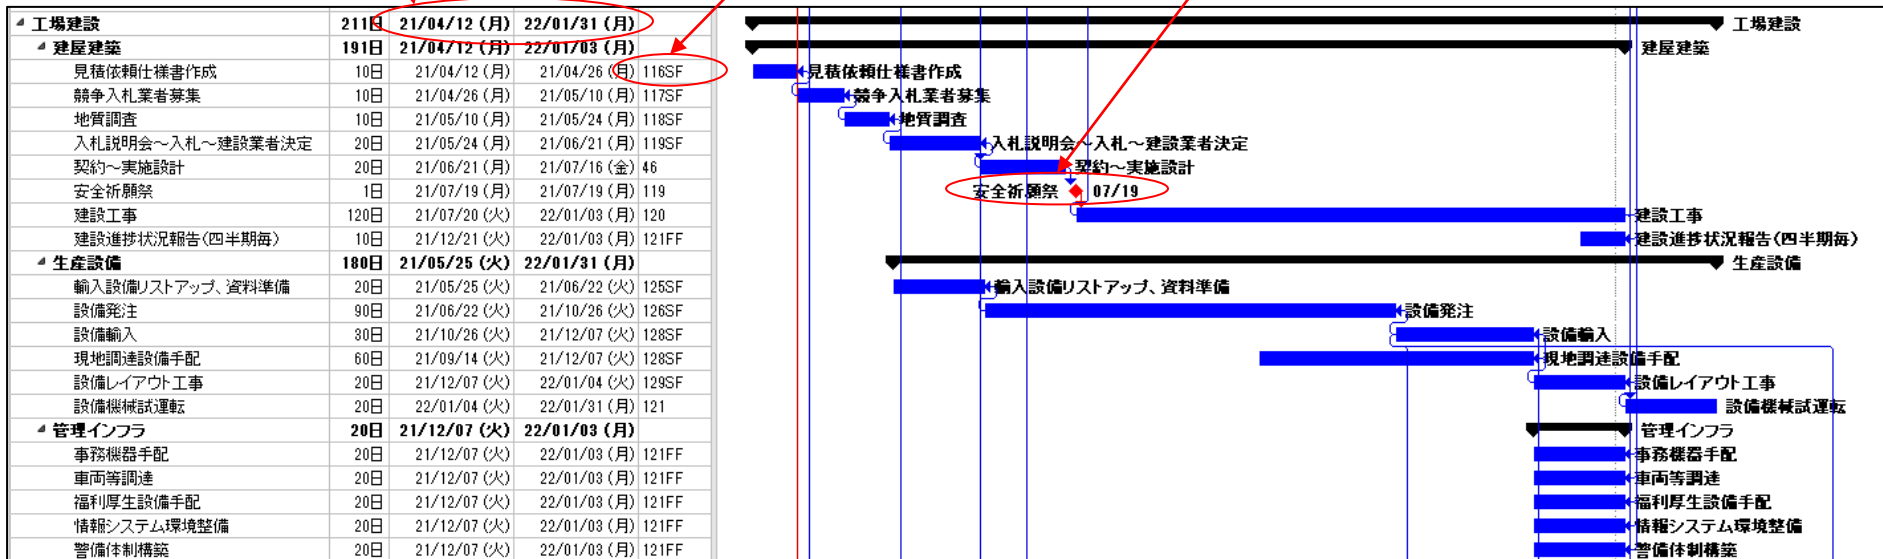 工場建設 211日 21/04/12 (月) 22/01/31 (月) 工場建設
建屋建築 191日 21/04/12 (月) 22/01/03 (月) 建屋建築
見積依頼仕様書作成 10日 21/04/12 (月) 21/04/26 (月) 116SF 見積依頼仕様書作成
競争入札業者募集 10日 21/04/26 (月) 21/05/10 (月) 117SF 競争入札業者募集
地質調査 10日 21/05/10 (月) 21/05/24 (月) 118SF 地質調査
入札説明会~入札~建設業者決定 20日 21/05/24 (月) 21/06/21 (月) 119SF 入札説明会~入札~建設業者決定
契約~実施設計 20日 21/06/21 (月) 21/07/16 (金) 46 契約~実施設計
安全祈願祭 1日 21/07/19 (月) 21/07/19 (月) 119 安全祈願祭 07/19
建設工事 120日 21/07/20 (火) 22/01/03 (月) 120 建設工事
建設進捗状況報告(四半期毎) 10日 21/12/21 (火) 22/01/03 (月) 121FF 建設進捗状況報告(四半期毎)
生産設備 180日 21/05/25 (火) 22/01/31 (月) 生産設備
輸入設備リストアップ、資料準備 20日 21/05/25 (火) 21/06/22 (火) 125SF 輸入設備リストアップ、資料準備
設備発注 90日 21/06/22 (火) 21/10/26 (火) 126SF 設備発注
設備輸入 30日 21/10/26 (火) 21/12/07 (火) 128SF 設備輸入
現地調達設備手配 60日 21/09/14 (火) 21/12/07 (火) 128SF 現地調達設備手配
設備レイアウト工事 20日 21/12/07 (火) 22/01/04 (火) 129SF 設備レイアウト工事
設備機械試運転 20日 22/01/04 (火) 22/01/31 (月) 121 設備機械試運転
管理インフラ 20日 21/12/07 (火) 22/01/03 (月) 管理インフラ
事務機器手配 20日 21/12/07 (火) 22/01/03 (月) 121FF 事務機器手配
車両等調達 20日 21/12/07 (火) 22/01/03 (月) 121FF 車両等調達
福利厚生設備手配 20日 21/12/07 (火) 22/01/03 (月) 121FF 福利厚生設備手配
情報システム環境整備 20日 21/12/07 (火) 22/01/03 (月) 121FF 情報システム環境整備
警備体制構築 20日 21/12/07 (火) 22/01/03 (月) 121FF 警備体制構築